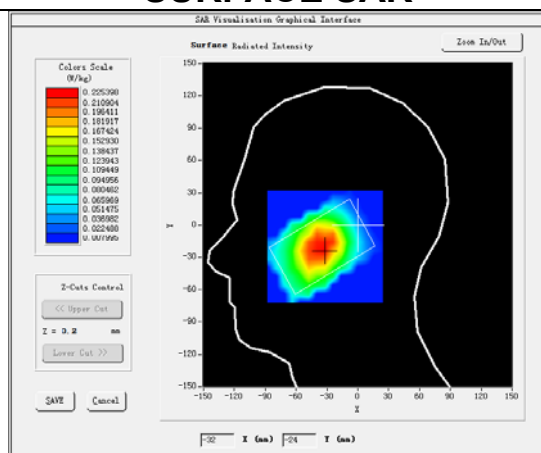 SURFACE SAR
SAR Visualisation Graphical Interface
Surface Radiated Intensity
Zoom In/Out
Colors Scale
(W/kg)
0.225398
0.210904
0.196411
0.181917
0.167424
0.152930
0.138437
0.123943
0.109449
0.094956
0.080462
0.065969
0.051475
0.036982
0.022488
0.007995
Z-Cuts Control
<< Upper Cut
Z = 0.2 mm
Lower Cut >>
SAVE Cancel
150
120
90
60
30
Y 0
-30
-60
-90
-120
-150
-150 -120 -90 -60 -30 0 30 60 90 120 150
X
-32 X (mm) -24 Y (mm)